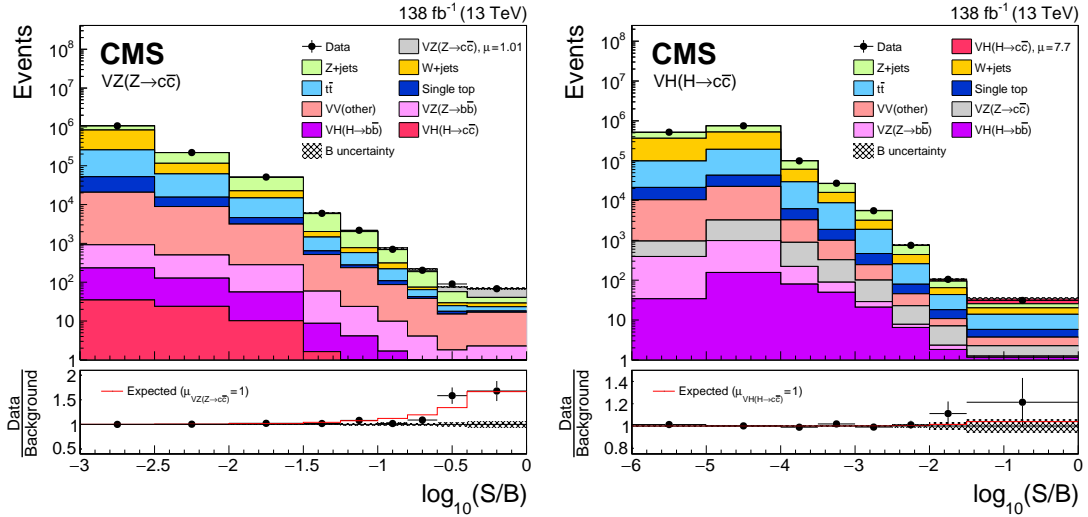 138 fb⁻¹ (13 TeV)
CMS
VZ(Z→cc̅)
Events
Data
VZ(Z→cc̅), μ=1.01
Z+jets
W+jets
tt̅
Single top
VV(other)
VZ(Z→bb̅)
VH(H→bb̅)
VH(H→cc̅)
B uncertainty
10⁸
10⁷
10⁶
10⁵
10⁴
10³
10²
10
1
Data
Background
Expected (μ_VZ(Z→cc̅)=1)
2
1.5
1
0.5
−3 −2.5 −2 −1.5 −1 −0.5 0
log₁₀(S/B)
138 fb⁻¹ (13 TeV)
CMS
VH(H→cc̅)
Events
Data
VH(H→cc̅), μ=7.7
Z+jets
W+jets
tt̅
Single top
VV(other)
VZ(Z→cc̅)
VZ(Z→bb̅)
VH(H→bb̅)
B uncertainty
10⁸
10⁷
10⁶
10⁵
10⁴
10³
10²
10
1
Data
Background
Expected (μ_VH(H→cc̅)=1)
1.4
1.2
1
0.8
−6 −5 −4 −3 −2 −1 0
log₁₀(S/B)